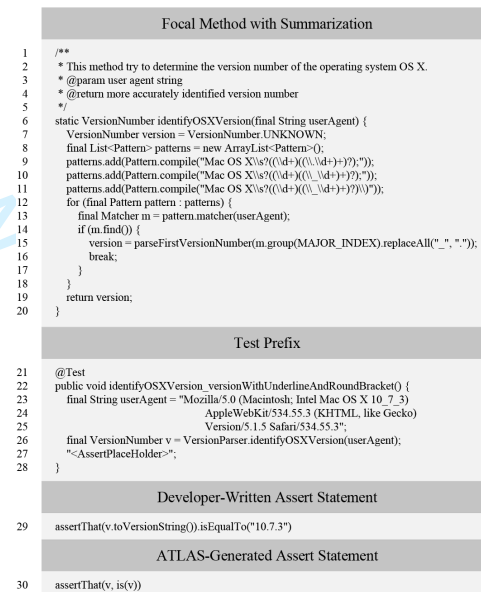 Focal Method with Summarization
1 /**
2 * This method try to determine the version number of the operating system OS X.
3 * @param user agent string
4 * @return more accurately identified version number
5 */
6 static VersionNumber identifyOSXVersion(final String userAgent) {
7 VersionNumber version = VersionNumber.UNKNOWN;
8 final List<Pattern> patterns = new ArrayList<Pattern>();
9 patterns.add(Pattern.compile("Mac OS X\\s?((\\d+)((\\.\\d+)+)?);"));
10 patterns.add(Pattern.compile("Mac OS X\\s?((\\d+)((\\_\\d+)+)?);"));
11 patterns.add(Pattern.compile("Mac OS X\\s?((\\d+)((\\_\\d+)+)?)\\)"));
12 for (final Pattern pattern : patterns) {
13 final Matcher m = pattern.matcher(userAgent);
14 if (m.find()) {
15 version = parseFirstVersionNumber(m.group(MAJOR_INDEX).replaceAll("_", "."));
16 break;
17 }
18 }
19 return version;
20 }
Test Prefix
21 @Test
22 public void identifyOSXVersion_versionWithUnderlineAndRoundBracket() {
23 final String userAgent = "Mozilla/5.0 (Macintosh; Intel Mac OS X 10_7_3)
24 AppleWebKit/534.55.3 (KHTML, like Gecko)
25 Version/5.1.5 Safari/534.55.3";
26 final VersionNumber v = VersionParser.identifyOSXVersion(userAgent);
27 "<AssertPlaceHolder>";
28 }
Developer-Written Assert Statement
29 assertThat(v.toVersionString()).isEqualTo("10.7.3")
ATLAS-Generated Assert Statement
30 assertThat(v, is(v))